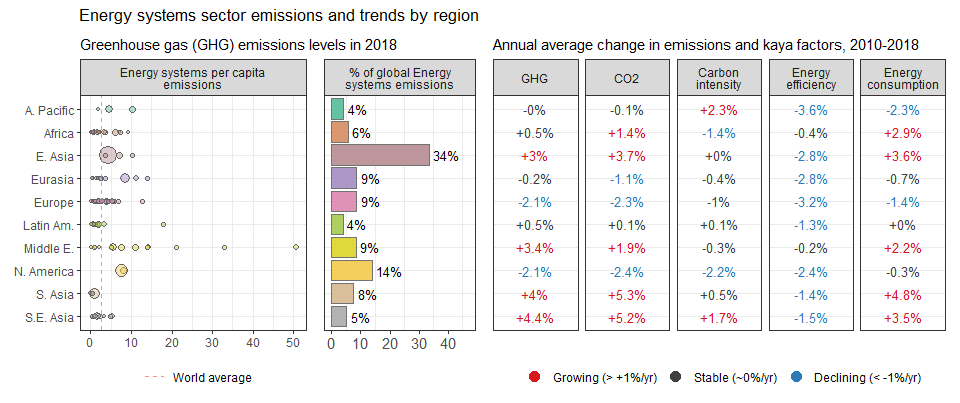 Energy systems sector emissions and trends by region
Greenhouse gas (GHG) emissions levels in 2018
Annual average change in emissions and kaya factors, 2010-2018
Energy systems per capita
emissions
% of global Energy
systems emissions
GHG
CO2
Carbon
intensity
Energy
efficiency
Energy
consumption
A. Pacific 4% -0% -0.1% +2.3% -3.6% -2.3%
Africa 6% +0.5% +1.4% -1.4% -0.4% +2.9%
E. Asia 34% +3% +3.7% +0% -2.8% +3.6%
Eurasia 9% -0.2% -1.1% -0.4% -2.8% -0.7%
Europe 9% -2.1% -2.3% -1% -3.2% -1.4%
Latin Am. 4% +0.5% +0.1% +0.1% -1.3% +0%
Middle E. 9% +3.4% +1.9% -0.3% -0.2% +2.2%
N. America 14% -2.1% -2.4% -2.2% -2.4% -0.3%
S. Asia 8% +4% +5.3% +0.5% -1.4% +4.8%
S.E. Asia 5% +4.4% +5.2% +1.7% -1.5% +3.5%
0 10 20 30 40 50
0 10 20 30 40
World average
Growing (> +1%/yr) Stable (~0%/yr) Declining (< -1%/yr)